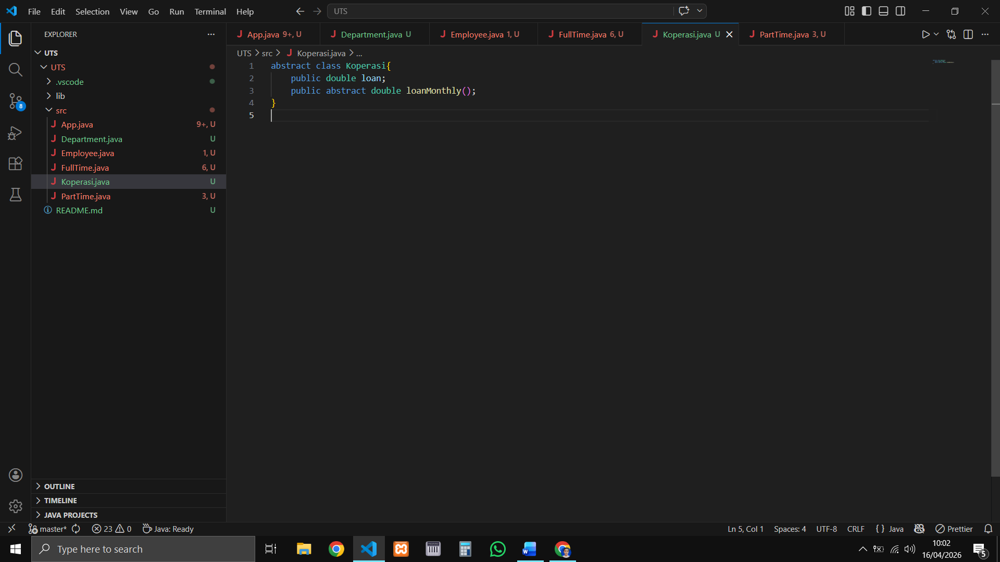 File Edit Selection View Go Run Terminal Help
UTS
EXPLORER
UTS
UTS
.vscode
lib
src
App.java 9+, U
Department.java U
Employee.java 1, U
FullTime.java 6, U
Koperasi.java U
PartTime.java 3, U
README.md U
OUTLINE
TIMELINE
JAVA PROJECTS
8
App.java 9+, U Department.java U Employee.java 1, U FullTime.java 6, U Koperasi.java U PartTime.java 3, U
UTS > src > Koperasi.java > ...
1 abstract class Koperasi{
2 public double loan;
3 public abstract double loanMonthly();
4 }
5
master* 23 0 Java: Ready
Ln 5, Col 1 Spaces: 4 UTF-8 CRLF { } Java Prettier
Type here to search
10:02
16/04/2026
5